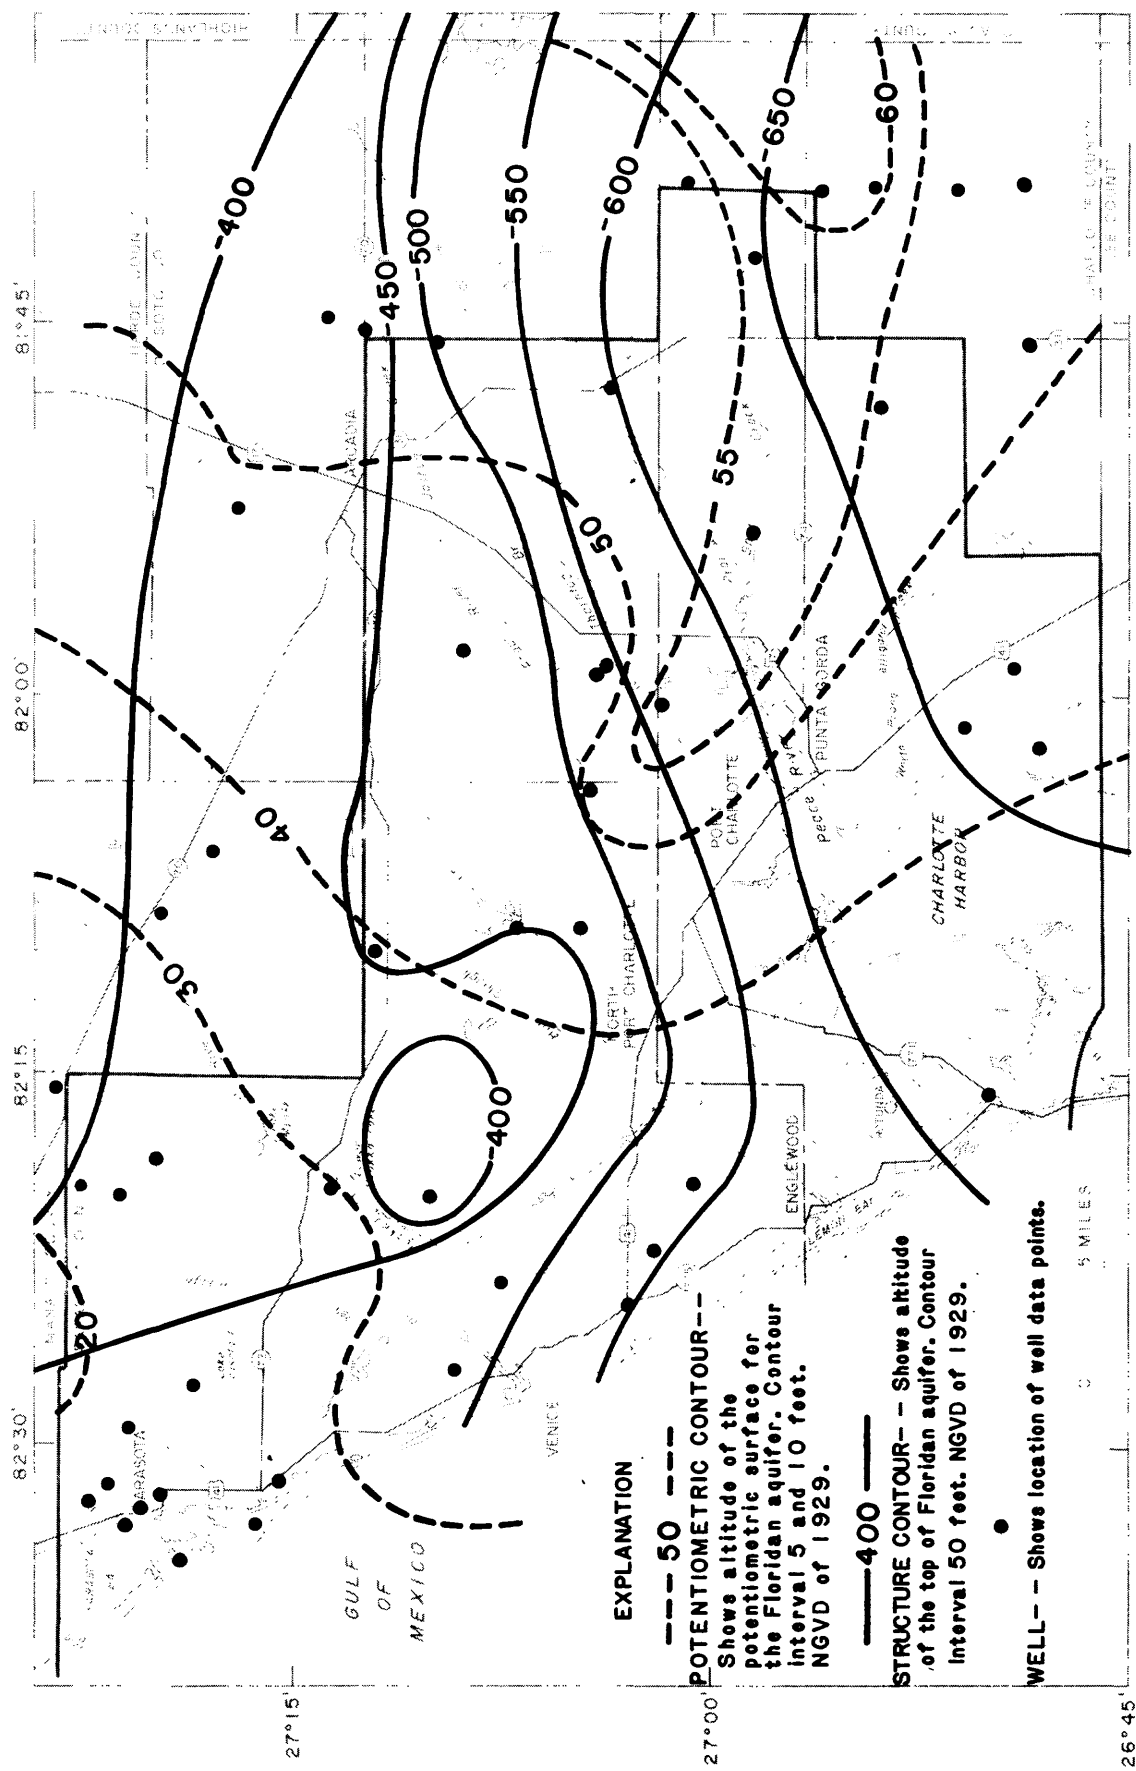 HIGHLANDS COUNTY
81°45'
82°00'
82°15'
82°30'
27°15'
27°00'
26°45'
-400
-450
-500
-550
-600
-650
60
55
50
40
30
20
-400
ARCADIA
PUNTA GORDA
PORT
CHARLOTTE
Peace River
CHARLOTTE
HARBOR
NORTH
PORT CHARLOTTE
ENGLEWOOD
VENICE
SARASOTA
GULF
OF
MEXICO
5 MILES
EXPLANATION
--- 50 ---
POTENTIOMETRIC CONTOUR--
Shows altitude of the
potentiometric surface for
the Floridan aquifer. Contour
interval 5 and 10 feet.
NGVD of 1929.
400
STRUCTURE CONTOUR-- Shows altitude
of the top of Floridan aquifer. Contour
Interval 50 feet. NGVD of 1929.
WELL-- Shows location of well data points.